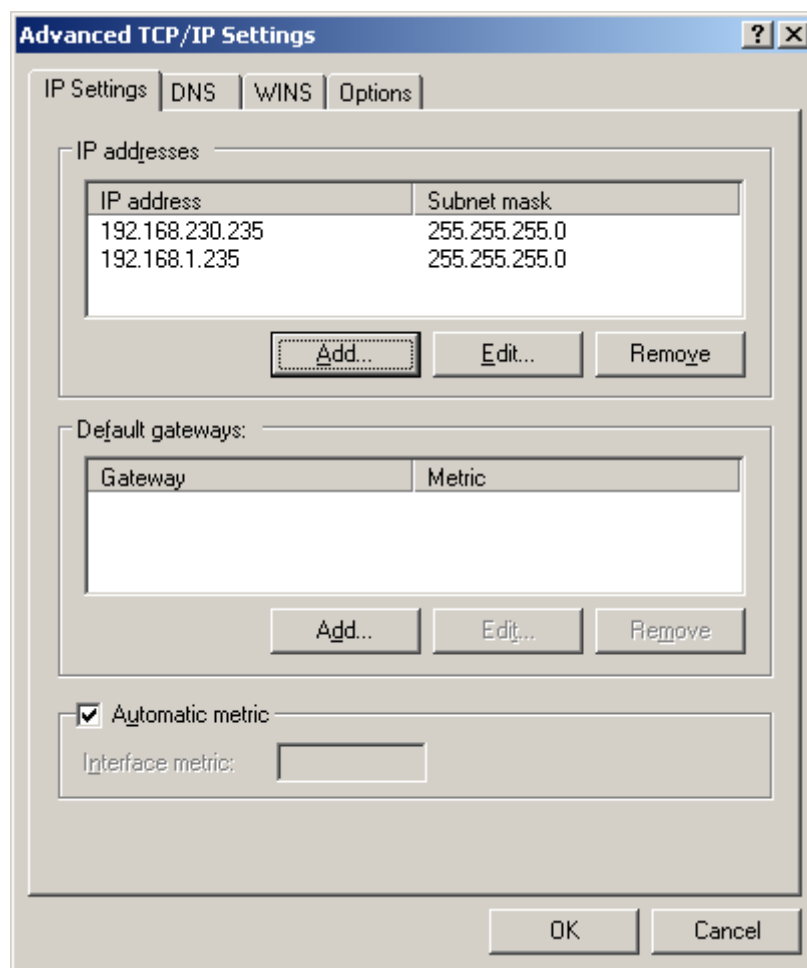 Advanced TCP/IP Settings
IP Settings DNS WINS Options
IP addresses
IP address Subnet mask
192.168.230.235 255.255.255.0
192.168.1.235 255.255.255.0
Add... Edit... Remove
Default gateways:
Gateway Metric
Add... Edit... Remove
Automatic metric
Interface metric:
OK Cancel